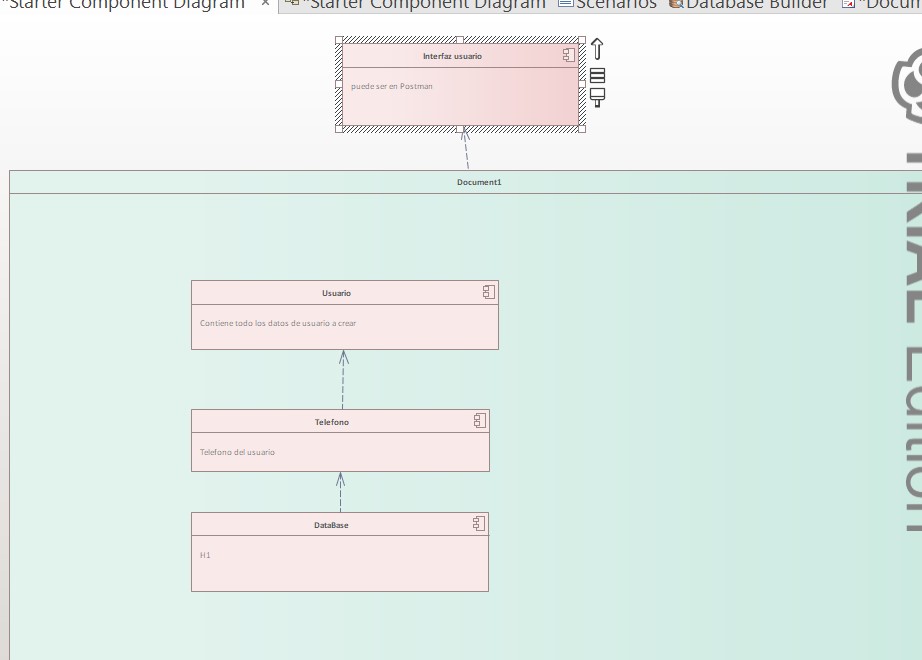 *Starter Component Diagram × *Starter Component Diagram Scenarios Database Builder *Docum
Interfaz usuario
puede ser en Postman
Document1
Usuario
Contiene todo los datos de usuario a crear
Telefono
Telefono del usuario
DataBase
H1
TRIAL Edition